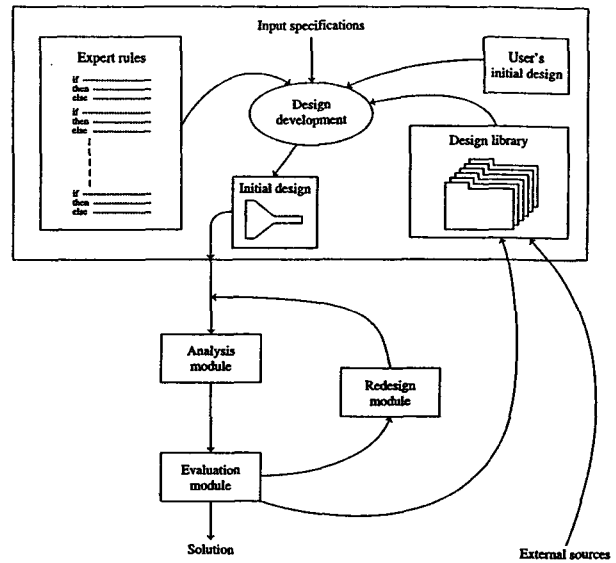 Input specifications
Expert rules
if
then
else
if
then
else
if
then
else
User's
initial design
Design
development
Design library
Initial design
Analysis
module
Redesign
module
Evaluation
module
Solution
External sources